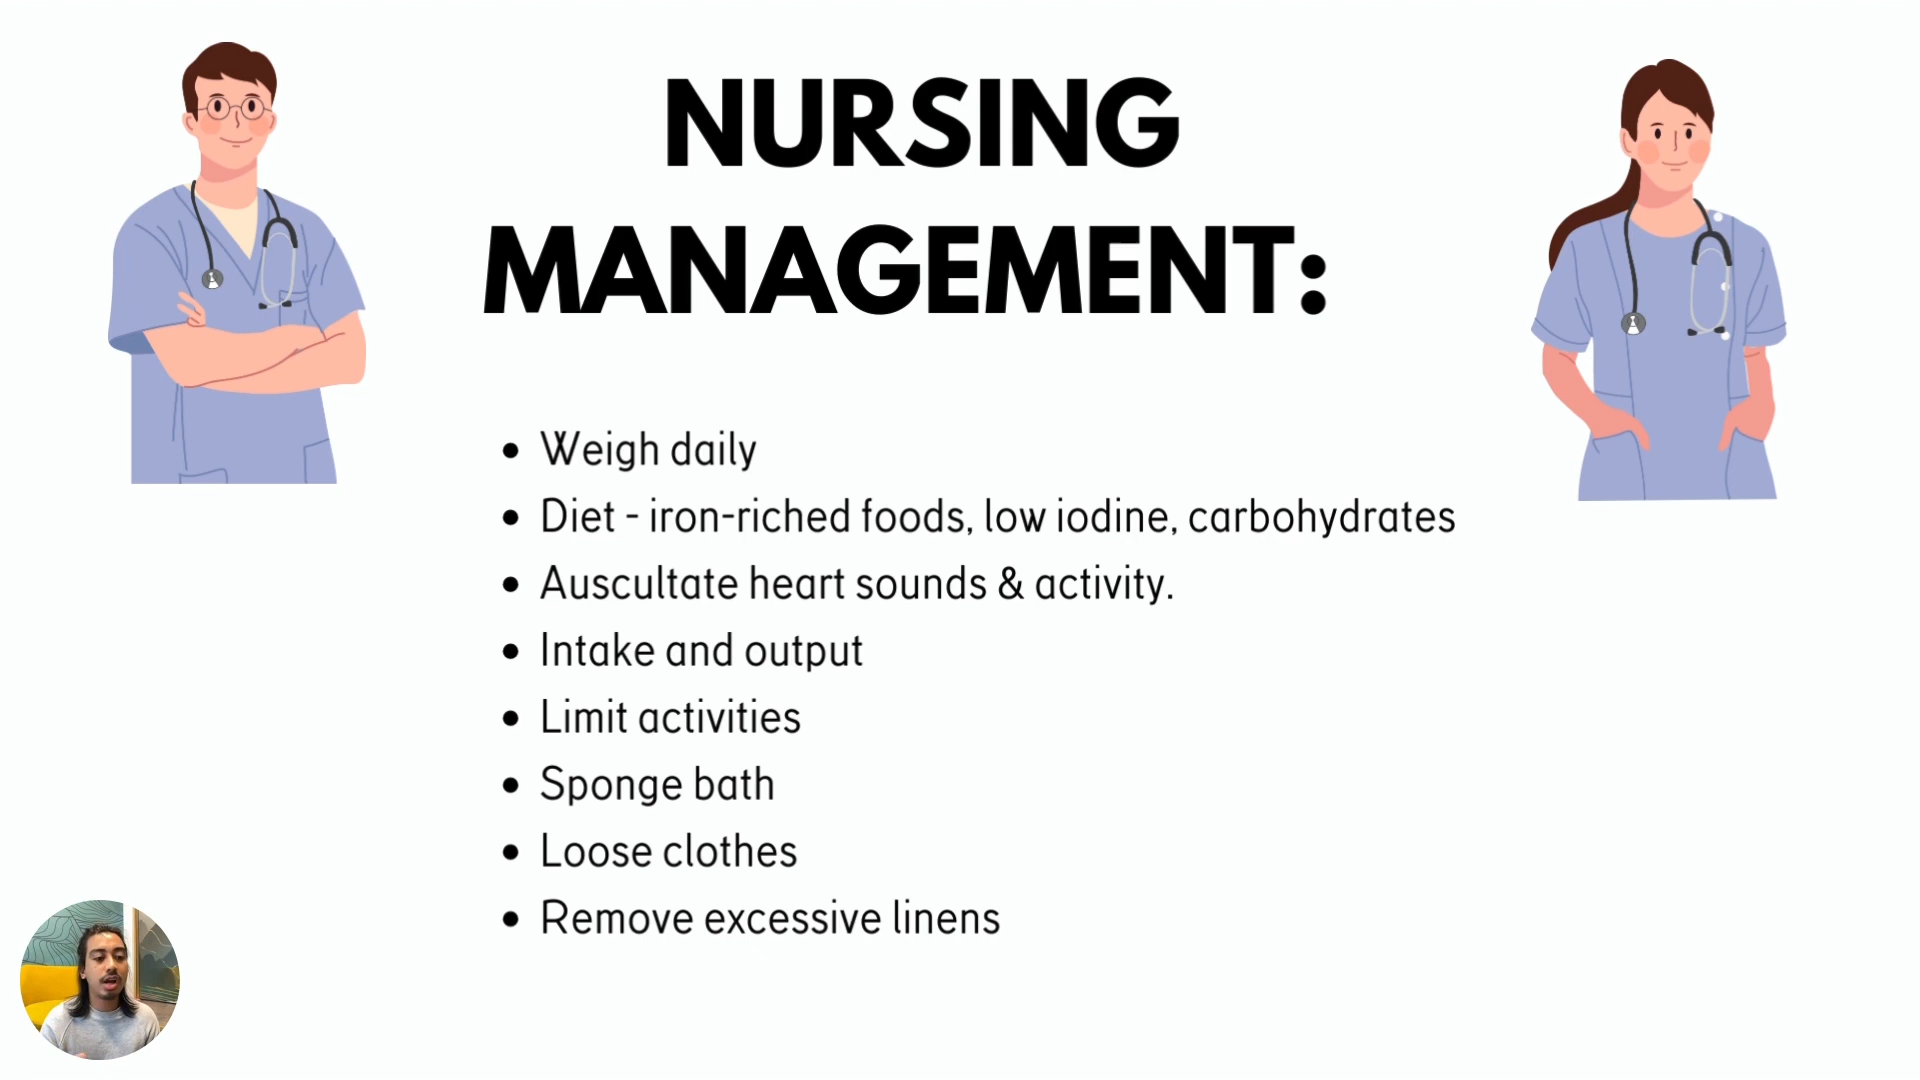 NURSING
MANAGEMENT:
• Weigh daily
• Diet - iron-riched foods, low iodine, carbohydrates
• Auscultate heart sounds & activity.
• Intake and output
• Limit activities
• Sponge bath
• Loose clothes
• Remove excessive linens